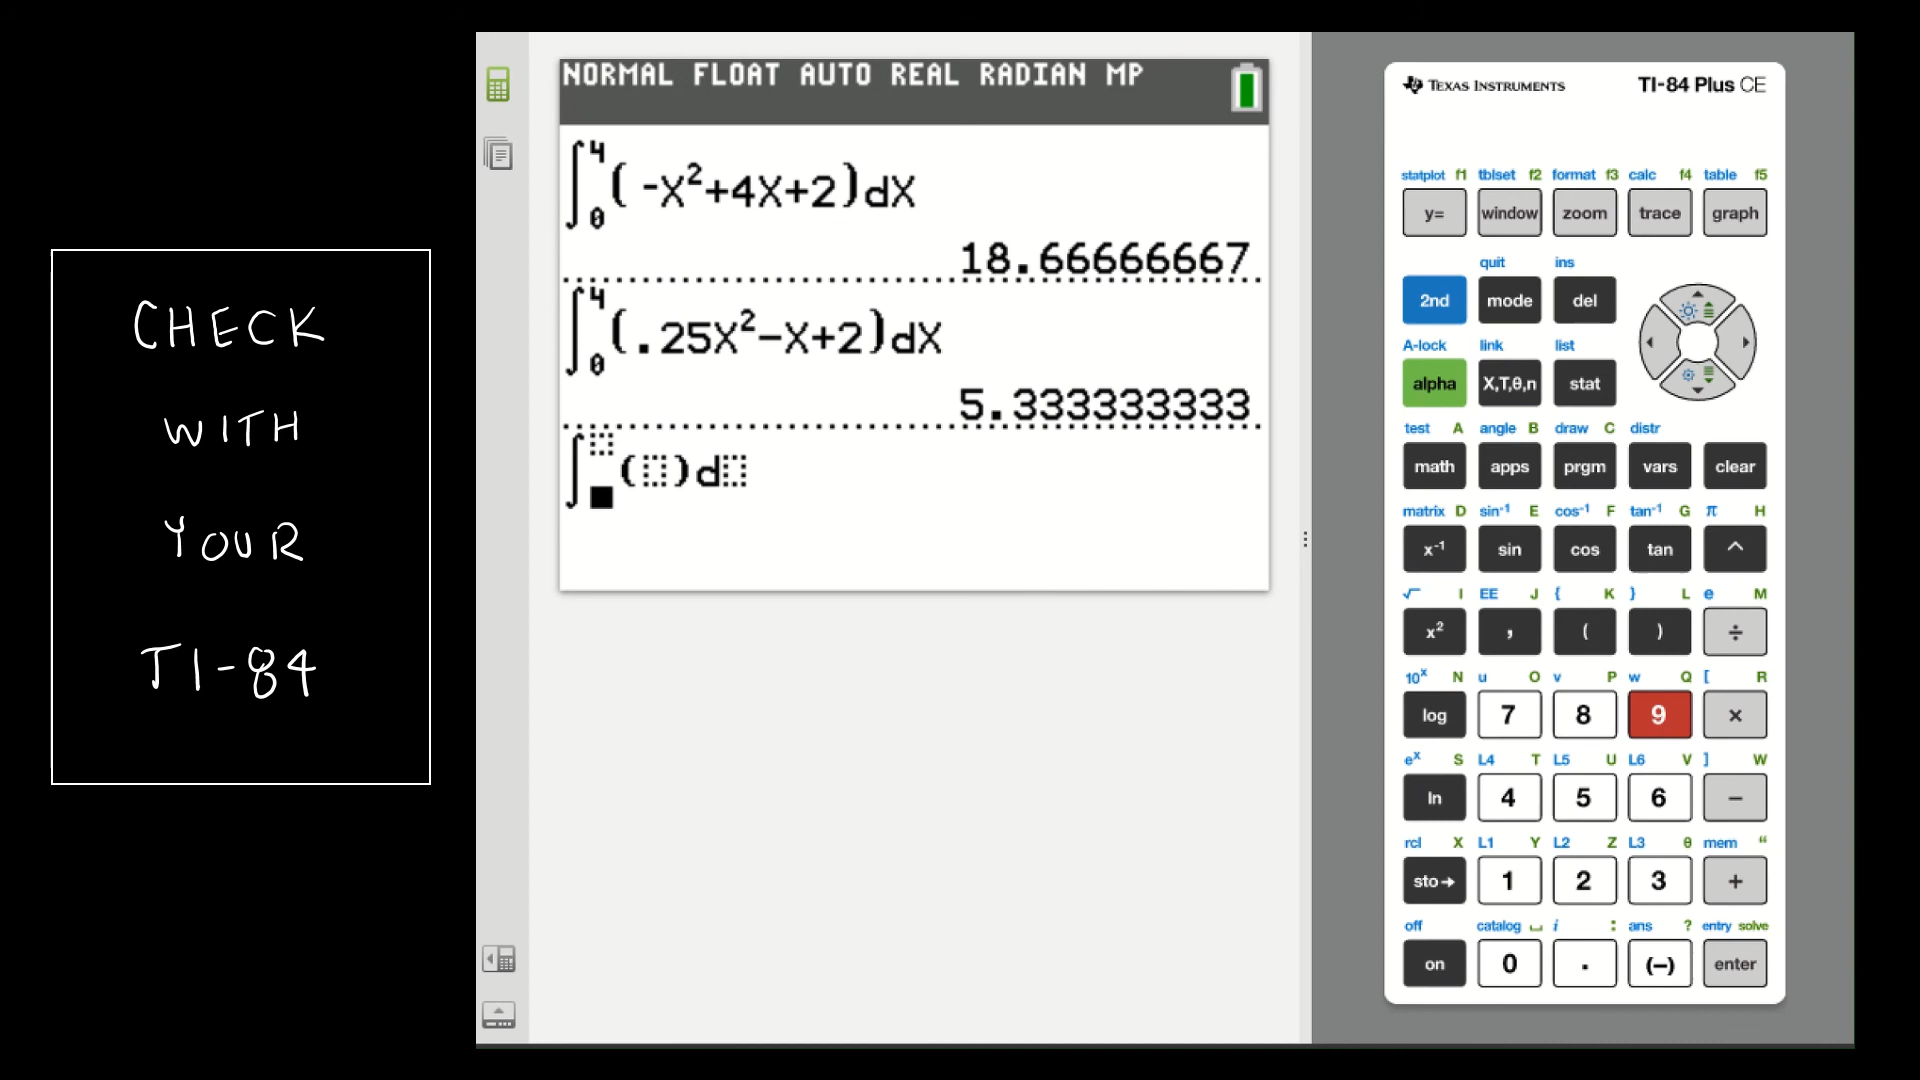 CHECK
WITH
YOUR
TI-84
NORMAL FLOAT AUTO REAL RADIAN MP
∫₀⁴(-X²+4X+2)dX
18.66666667
∫₀⁴(.25X²-X+2)dX
5.333333333
∫(⬚)d⬚
TEXAS INSTRUMENTS TI-84 Plus CE
statplot f1 tblset f2 format f3 calc f4 table f5
y= window zoom trace graph
quit ins
2nd mode del
A-lock link list
alpha X,T,θ,n stat
test A angle B draw C distr
math apps prgm vars clear
matrix D sin⁻¹ E cos⁻¹ F tan⁻¹ G π H
x⁻¹ sin cos tan ^
√ I EE J { K } L e M
x² , ( ) ÷
10ˣ N u O v P w Q [ R
log 7 8 9 ×
eˣ S L4 T L5 U L6 V ] W
ln 4 5 6 −
rcl X L1 Y L2 Z L3 θ mem “
sto→ 1 2 3 +
off catalog ⎵ i : ans ? entry solve
on 0 . (−) enter